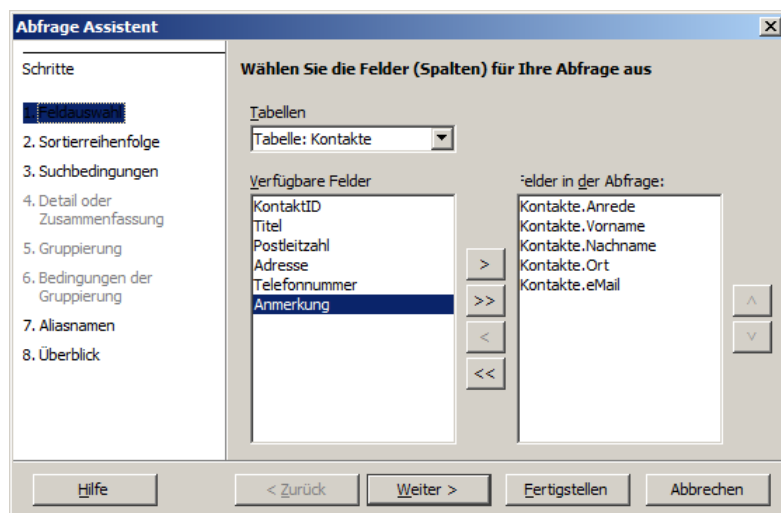 Abfrage Assistent
Schritte
1. Feldauswahl
2. Sortierreihenfolge
3. Suchbedingungen
4. Detail oder
Zusammenfassung
5. Gruppierung
6. Bedingungen der
Gruppierung
7. Aliasnamen
8. Überblick
Wählen Sie die Felder (Spalten) für Ihre Abfrage aus
Tabellen
Tabelle: Kontakte
Verfügbare Felder
KontaktID
Titel
Postleitzahl
Adresse
Telefonnummer
Anmerkung
>
>>
<
<<
Felder in der Abfrage:
Kontakte.Anrede
Kontakte.Vorname
Kontakte.Nachname
Kontakte.Ort
Kontakte.eMail
Hilfe
< Zurück
Weiter >
Fertigstellen
Abbrechen